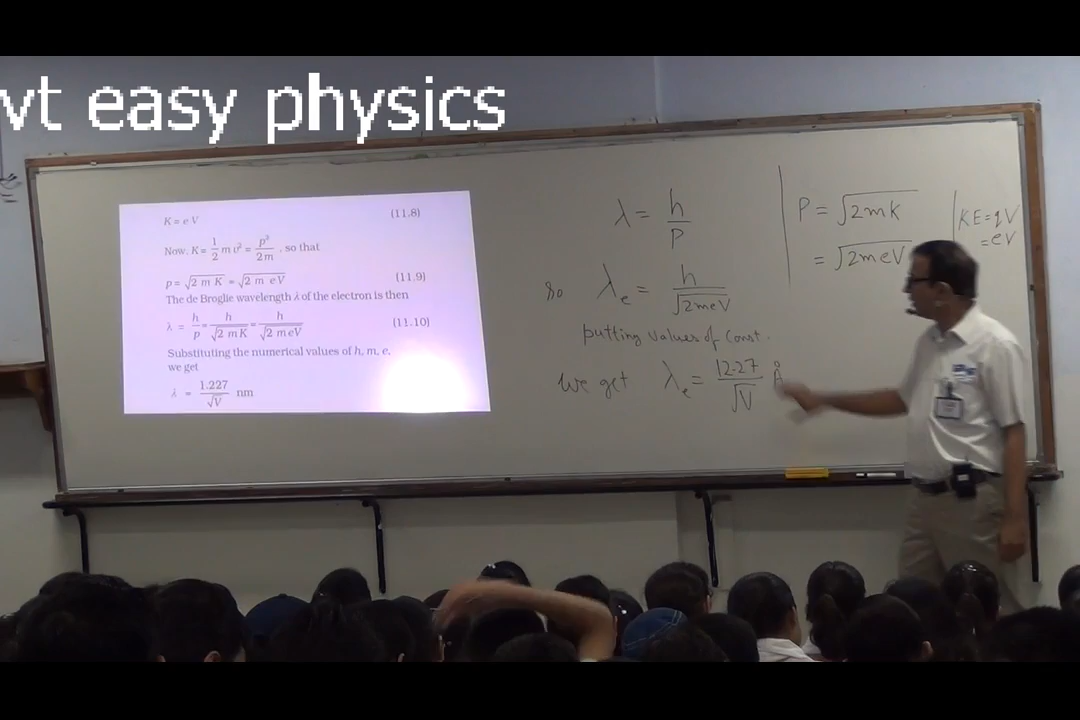 vt easy physics
K = e V (11.8)
Now, K = 1/2 m v² = p²/2m , so that
p = √2 m K = √2 m eV (11.9)
The de Broglie wavelength λ of the electron is then
λ = h/p = h/√2 mK = h/√2 meV (11.10)
Substituting the numerical values of h, m, e,
we get
λ = 1.227/√V nm
λ = h/P
so λe = h/√2meV
putting values of Const.
We get λe = 12.27/√V Å
P = √2mK
= √2meV
KE = qV
= eV